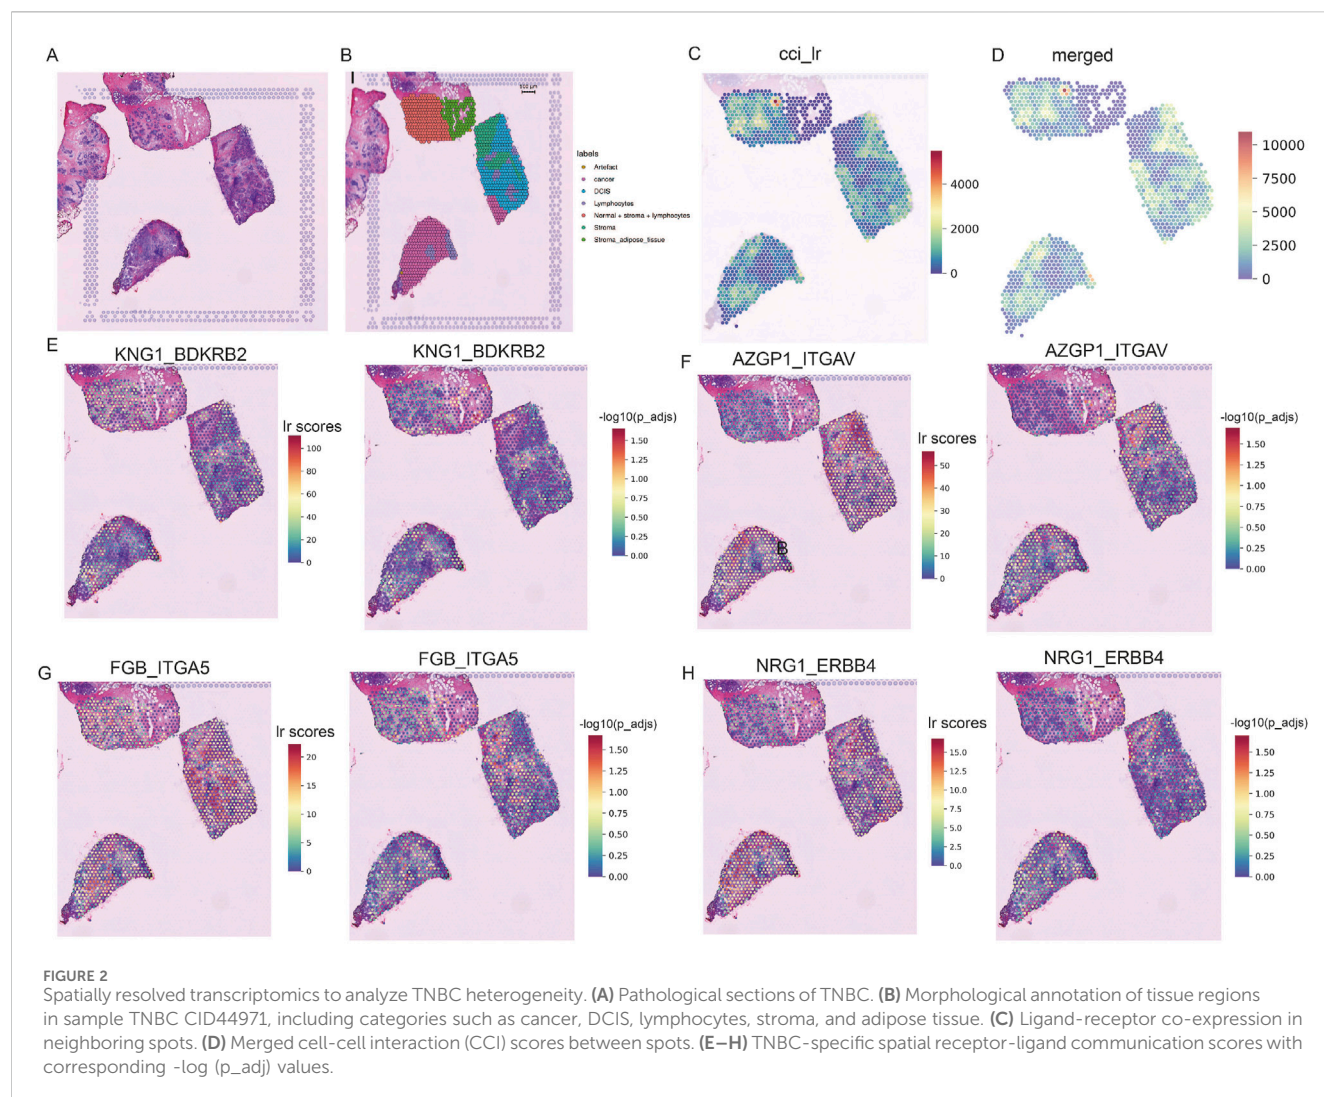 A
B
500 µm
labels
Artefact
cancer
DCIS
Lymphocytes
Normal + stroma + lymphocytes
Stroma
Stroma_adipose_tissue
C
cci_lr
4000
2000
0
D
merged
10000
7500
5000
2500
0
E
KNG1_BDKRB2
lr scores
100
80
60
40
20
0
KNG1_BDKRB2
-log10(p_adjs)
1.50
1.25
1.00
0.75
0.50
0.25
0.00
F
AZGP1_ITGAV
B
lr scores
50
40
30
20
10
0
AZGP1_ITGAV
-log10(p_adjs)
1.50
1.25
1.00
0.75
0.50
0.25
0.00
G
FGB_ITGA5
lr scores
20
15
10
5
0
FGB_ITGA5
-log10(p_adjs)
1.50
1.25
1.00
0.75
0.50
0.25
0.00
H
NRG1_ERBB4
lr scores
15.0
12.5
10.0
7.5
5.0
2.5
0.0
NRG1_ERBB4
-log10(p_adjs)
1.50
1.25
1.00
0.75
0.50
0.25
0.00
FIGURE 2
Spatially resolved transcriptomics to analyze TNBC heterogeneity. (A) Pathological sections of TNBC. (B) Morphological annotation of tissue regions
in sample TNBC CID44971, including categories such as cancer, DCIS, lymphocytes, stroma, and adipose tissue. (C) Ligand-receptor co-expression in
neighboring spots. (D) Merged cell-cell interaction (CCI) scores between spots. (E–H) TNBC-specific spatial receptor-ligand communication scores with
corresponding -log (p_adj) values.